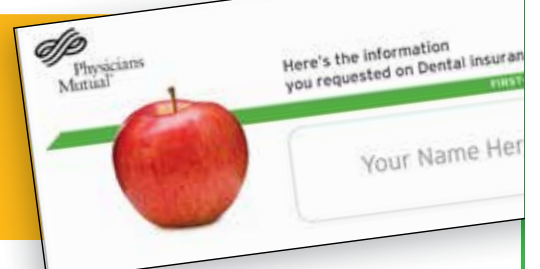 Physicians
Mutual®
Here's the information
you requested on Dental insuran
FIRST-
Your Name Her